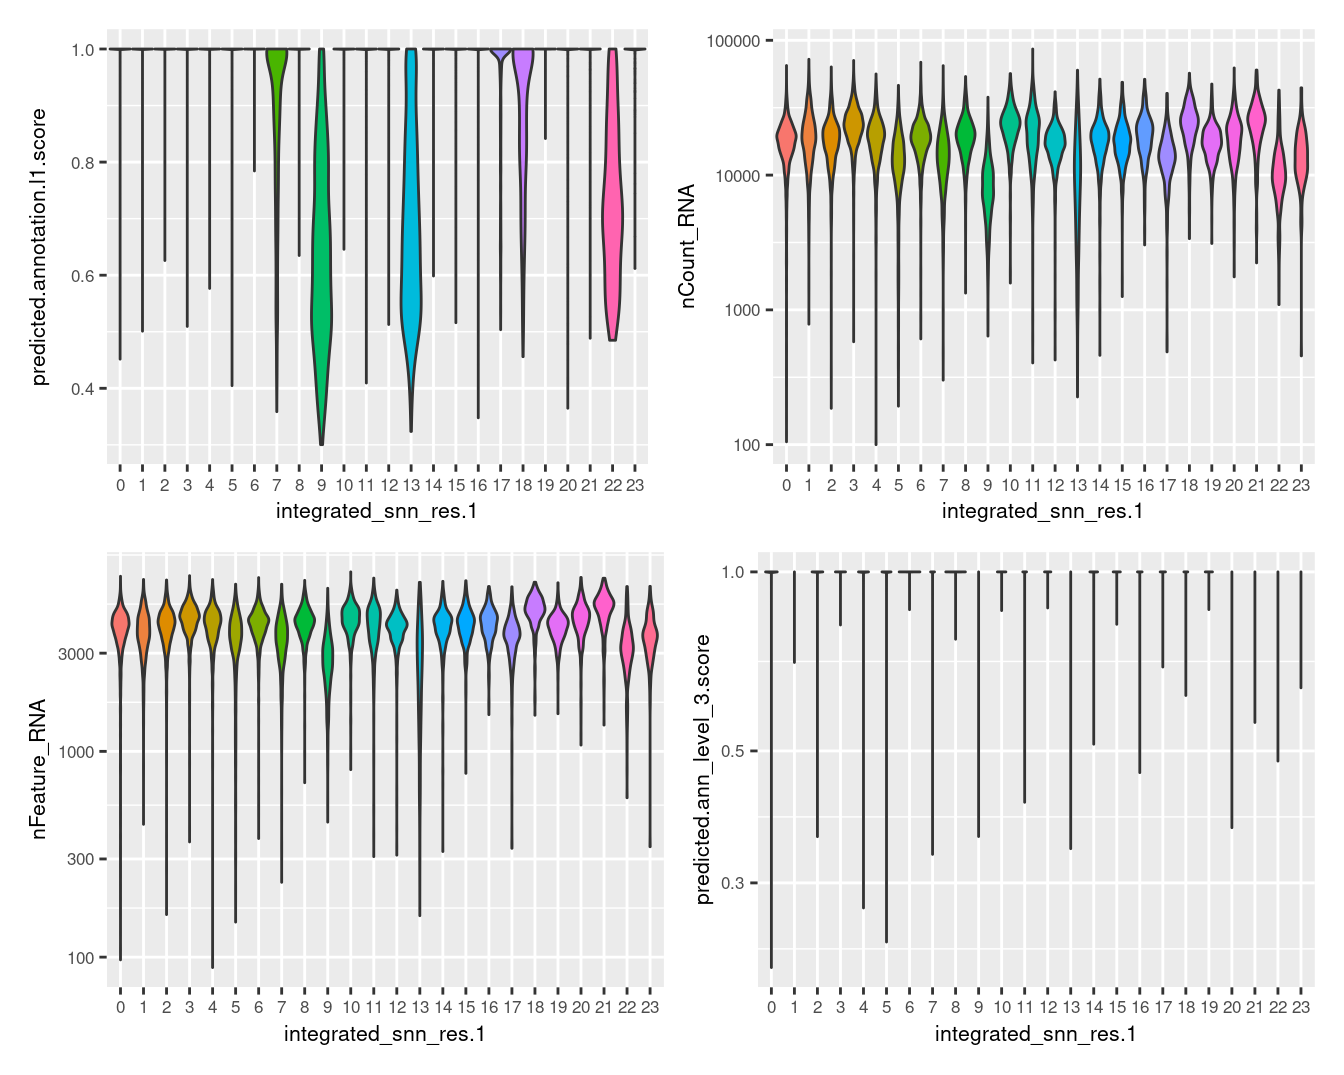 predicted.annotation.l1.score
1.0
0.8
0.6
0.4
0 1 2 3 4 5 6 7 8 9 10 11 12 13 14 15 16 17 18 19 20 21 22 23
integrated_snn_res.1
nCount_RNA
100000
10000
1000
100
0 1 2 3 4 5 6 7 8 9 10 11 12 13 14 15 16 17 18 19 20 21 22 23
integrated_snn_res.1
nFeature_RNA
3000
1000
300
100
0 1 2 3 4 5 6 7 8 9 10 11 12 13 14 15 16 17 18 19 20 21 22 23
integrated_snn_res.1
predicted.ann_level_3.score
1.0
0.5
0.3
0 1 2 3 4 5 6 7 8 9 10 11 12 13 14 15 16 17 18 19 20 21 22 23
integrated_snn_res.1